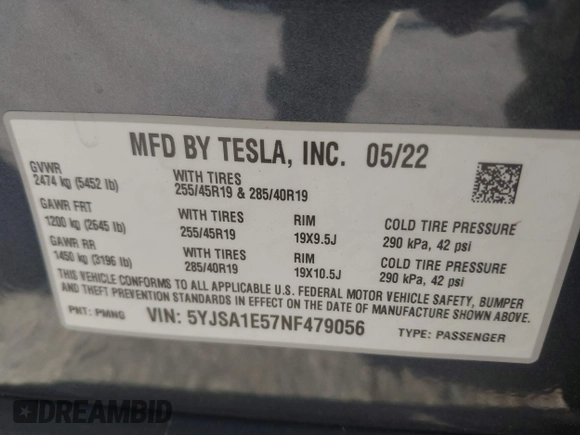 MFD BY TESLA, INC. 05/22
GVWR
2474 kg (5452 lb)
WITH TIRES
255/45R19 & 285/40R19
GAWR FRT
1200 kg (2645 lb)
WITH TIRES
255/45R19
RIM
19X9.5J
COLD TIRE PRESSURE
290 kPa, 42 psi
GAWR RR
1450 kg (3196 lb)
WITH TIRES
285/40R19
RIM
19X10.5J
COLD TIRE PRESSURE
290 kPa, 42 psi
THIS VEHICLE CONFORMS TO ALL APPLICABLE U.S. FEDERAL MOTOR VEHICLE SAFETY, BUMPER,
AND THEFT PREVENTION STANDARDS IN EFFECT ON THE DATE OF MANUFACTURE SHOWN ABOVE.
PNT: PMNG
VIN: 5YJSA1E57NF479056
TYPE: PASSENGER
DREAMBID